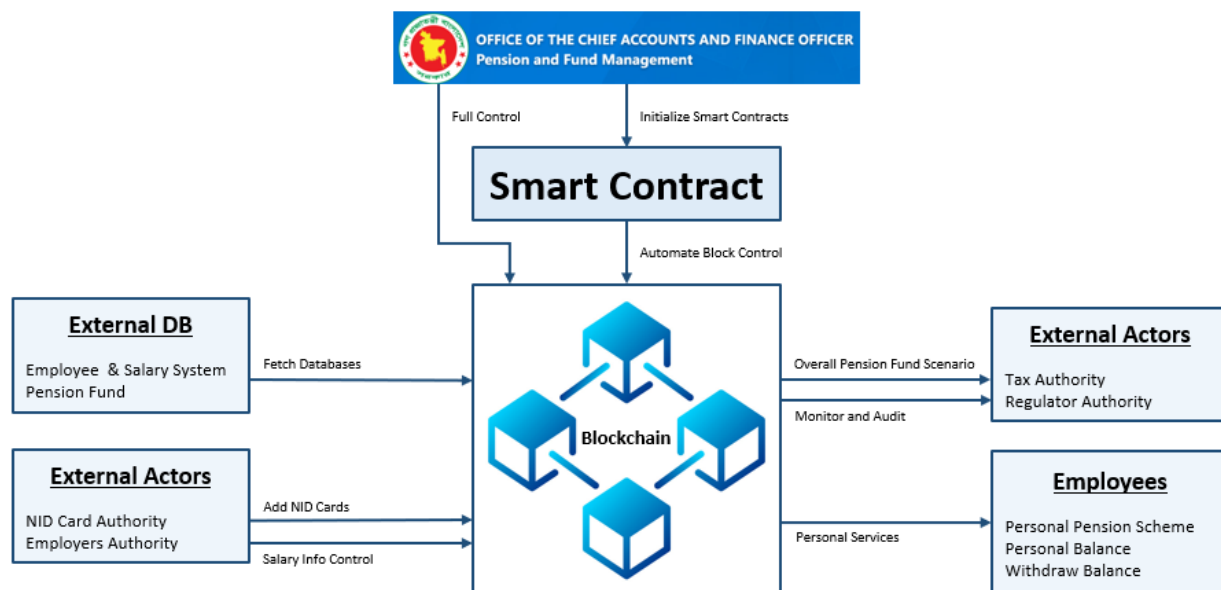 OFFICE OF THE CHIEF ACCOUNTS AND FINANCE OFFICER
Pension and Fund Management
Full Control
Initialize Smart Contracts
Smart Contract
Automate Block Control
External DB
Employee & Salary System
Pension Fund
Fetch Databases
External Actors
NID Card Authority
Employers Authority
Add NID Cards
Salary Info Control
Blockchain
Overall Pension Fund Scenario
Monitor and Audit
External Actors
Tax Authority
Regulator Authority
Personal Services
Employees
Personal Pension Scheme
Personal Balance
Withdraw Balance